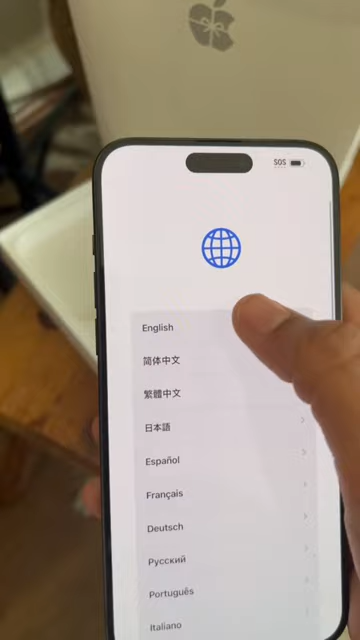 SOS
English
简体中文
繁體中文
日本語
Español
Français
Deutsch
Русский
Português
Italiano